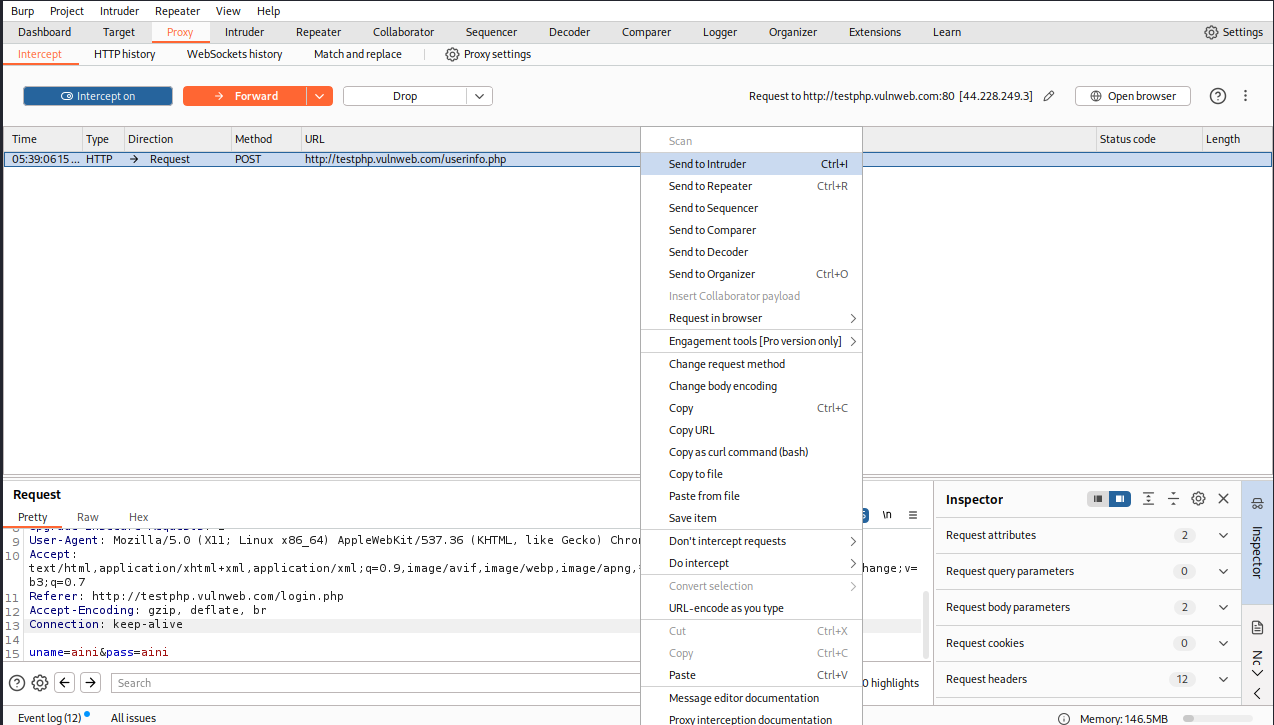 Burp Project Intruder Repeater View Help
Dashboard Target Proxy Intruder Repeater Collaborator Sequencer Decoder Comparer Logger Organizer Extensions Learn Settings
Intercept HTTP history WebSockets history Match and replace Proxy settings
Intercept on Forward Drop Request to http://testphp.vulnweb.com:80 [44.228.249.3] Open browser
Time Type Direction Method URL Status code Length
05:39:06 15 ... HTTP Request POST http://testphp.vulnweb.com/userinfo.php
Scan
Send to Intruder Ctrl+I
Send to Repeater Ctrl+R
Send to Sequencer
Send to Comparer
Send to Decoder
Send to Organizer Ctrl+O
Insert Collaborator payload
Request in browser
Engagement tools [Pro version only]
Change request method
Change body encoding
Copy Ctrl+C
Copy URL
Copy as curl command (bash)
Copy to file
Paste from file
Save item
Don't intercept requests
Do intercept
Convert selection
URL-encode as you type
Cut Ctrl+X
Copy Ctrl+C
Paste Ctrl+V
Message editor documentation
Proxy interception documentation
Request
Pretty Raw Hex \n
9 User-Agent: Mozilla/5.0 (X11; Linux x86_64) AppleWebKit/537.36 (KHTML, like Gecko) Chro
10 Accept:
text/html,application/xhtml+xml,application/xml;q=0.9,image/avif,image/webp,image/apng, hange;v=
b3;q=0.7
11 Referer: http://testphp.vulnweb.com/login.php
12 Accept-Encoding: gzip, deflate, br
13 Connection: keep-alive
14
15 uname=aini&pass=aini
Search 0 highlights
Inspector
Request attributes 2
Request query parameters 0
Request body parameters 2
Request cookies 0
Request headers 12
Inspector
Event log (12) All issues Memory: 146.5MB